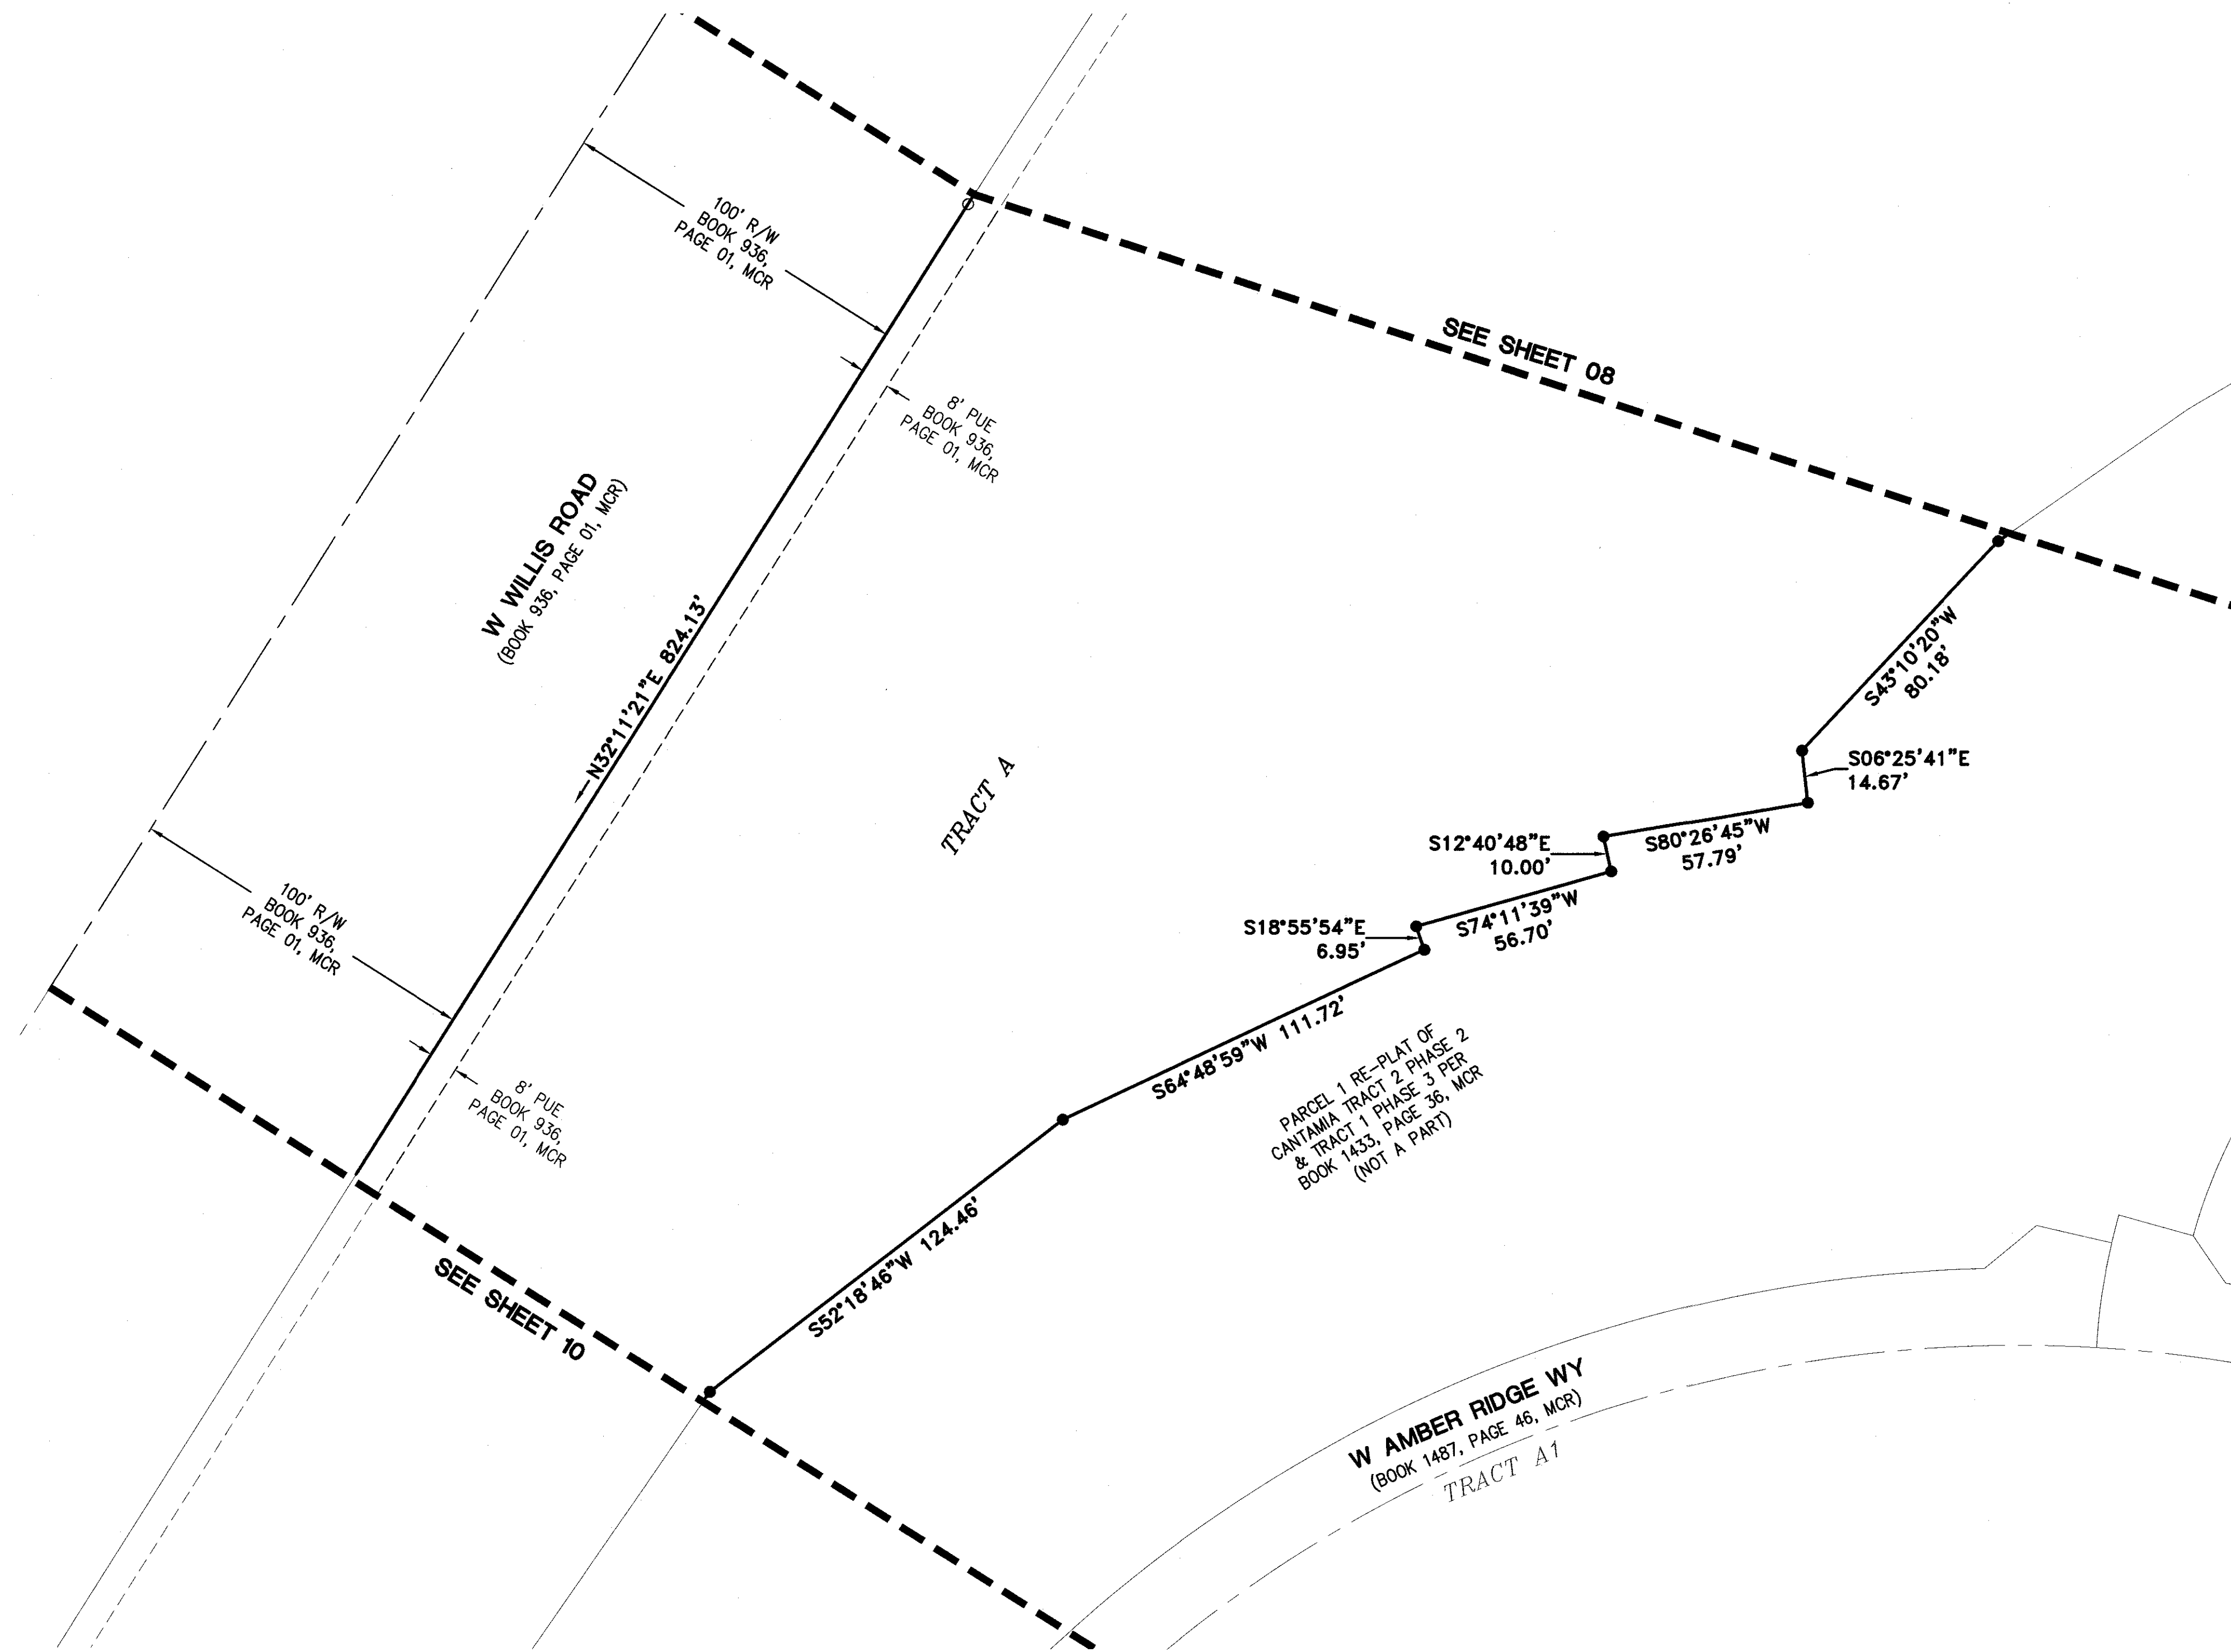 100' R/W
BOOK 936,
PAGE 01, MCR
SEE SHEET 08
8' PUE
BOOK 936,
PAGE 01, MCR
W WILLIS ROAD
(BOOK 936, PAGE 01, MCR)
N32°11'21"E 824.13'
S43°10'20"W
80.18'
TRACT A
S06°25'41"E
14.67'
S12°40'48"E
10.00'
S80°26'45"W
57.79'
100' R/W
BOOK 936,
PAGE 01, MCR
S18°55'54"E
6.95'
S74°11'39"W
56.70'
S64°48'59"W 111.72'
8' PUE
BOOK 936,
PAGE 01, MCR
PARCEL 1 RE-PLAT OF
CANTAMIA TRACT 2 PHASE 2
& TRACT 1 PHASE 3 PER
BOOK 1433, PAGE 36, MCR
(NOT A PART)
SEE SHEET 10
S52°18'46"W 124.46'
W AMBER RIDGE WY
(BOOK 1487, PAGE 46, MCR)
TRACT A1